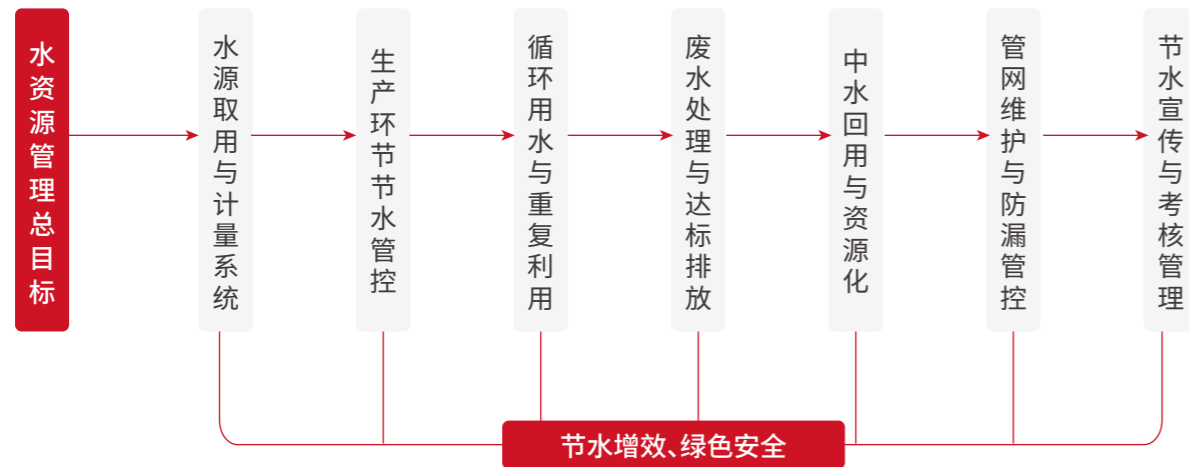 水资源管理总目标
水源取用与计量系统
生产环节节水管控
循环用水与重复利用
废水处理与达标排放
中水回用与资源化
管网维护与防漏管控
节水宣传与考核管理
节水增效、绿色安全